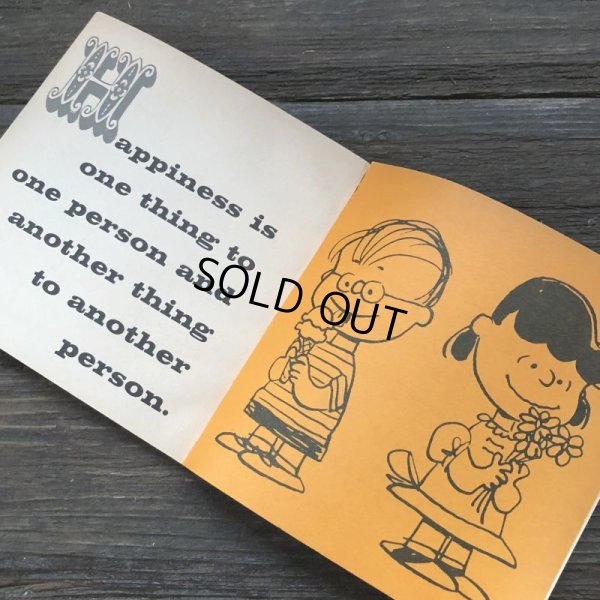 Happiness is
one thing to
one person and
another thing
to another
person.
SOLD OUT